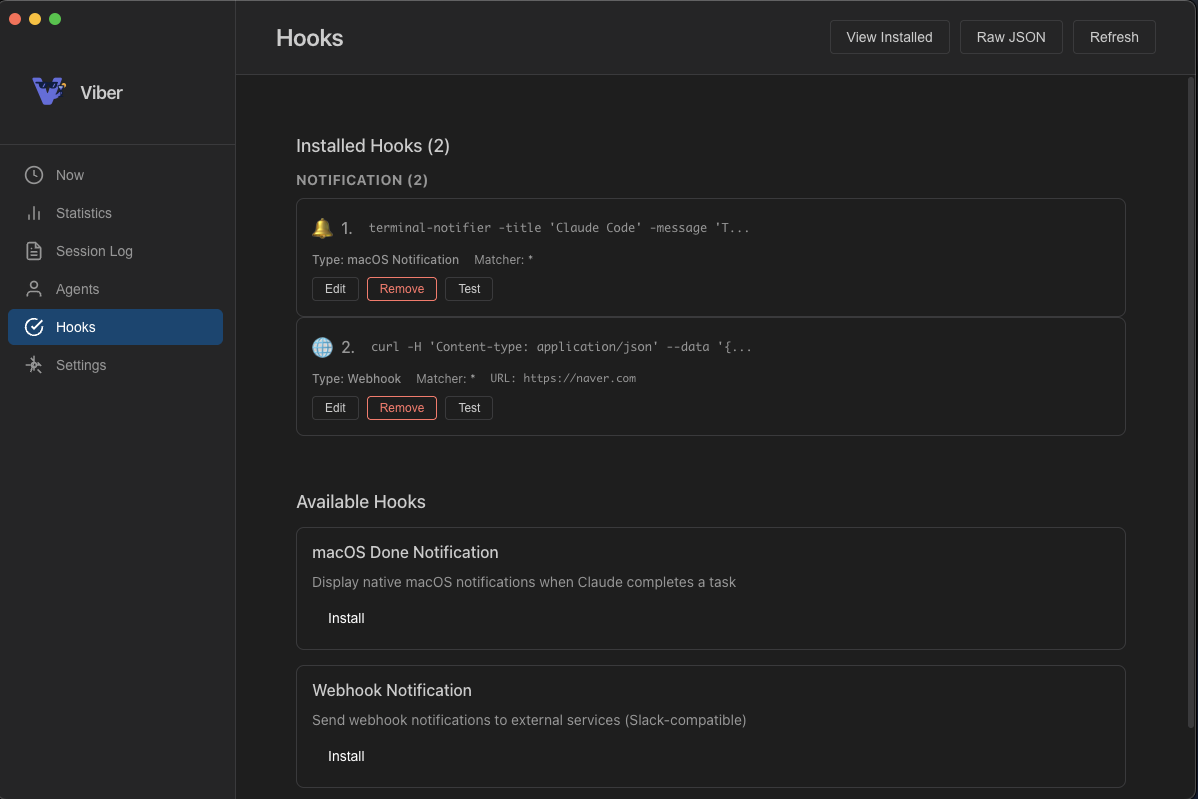 Hooks
View Installed
Raw JSON
Refresh
Viber
Now
Statistics
Session Log
Agents
Hooks
Settings
Installed Hooks (2)
NOTIFICATION (2)
1. terminal-notifier -title 'Claude Code' -message 'T...
Type: macOS Notification Matcher: *
Edit
Remove
Test
2. curl -H 'Content-type: application/json' --data '{...
Type: Webhook Matcher: * URL: https://naver.com
Edit
Remove
Test
Available Hooks
macOS Done Notification
Display native macOS notifications when Claude completes a task
Install
Webhook Notification
Send webhook notifications to external services (Slack-compatible)
Install